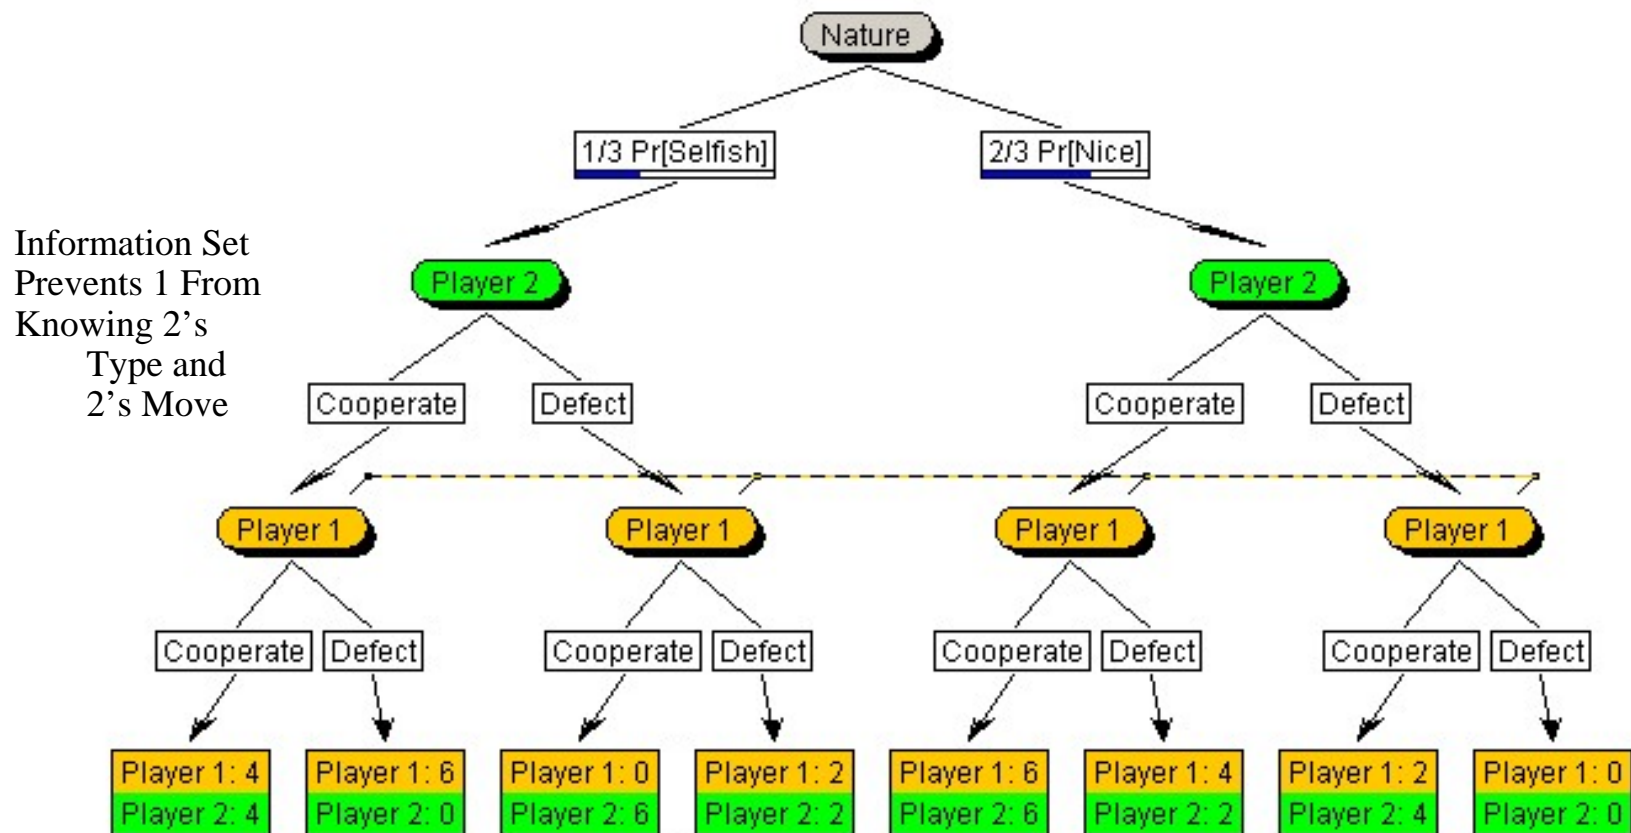 Nature
1/3 Pr[Selfish]
2/3 Pr[Nice]
Information Set
Prevents 1 From
Knowing 2's
Type and
2's Move
Player 2
Player 2
Cooperate
Defect
Cooperate
Defect
Player 1
Player 1
Player 1
Player 1
Cooperate
Defect
Cooperate
Defect
Cooperate
Defect
Cooperate
Defect
Player 1: 4
Player 2: 4
Player 1: 6
Player 2: 0
Player 1: 0
Player 2: 6
Player 1: 2
Player 2: 2
Player 1: 6
Player 2: 6
Player 1: 4
Player 2: 2
Player 1: 2
Player 2: 4
Player 1: 0
Player 2: 0